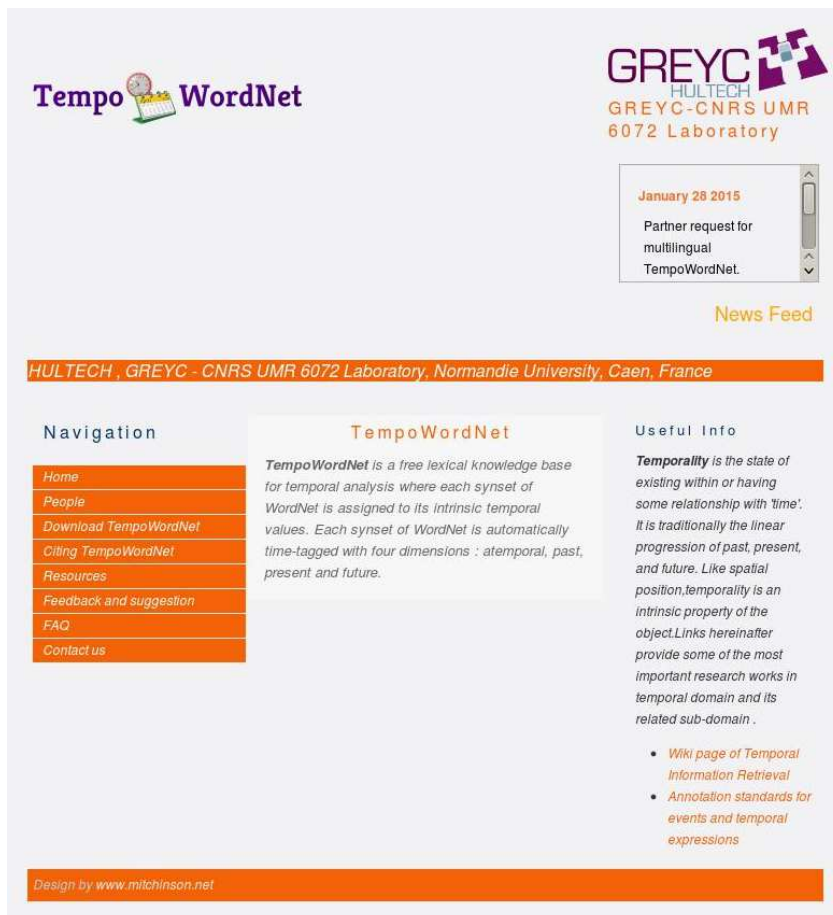 Tempo WordNet
GREYC
HULTECH
GREYC-CNRS UMR
6072 Laboratory
January 28 2015
Partner request for
multilingual
TempoWordNet.
News Feed
HULTECH , GREYC - CNRS UMR 6072 Laboratory, Normandie University, Caen, France
Navigation
Home
People
Download TempoWordNet
Citing TempoWordNet
Resources
Feedback and suggestion
FAQ
Contact us
TempoWordNet
TempoWordNet is a free lexical knowledge base
for temporal analysis where each synset of
WordNet is assigned to its intrinsic temporal
values. Each synset of WordNet is automatically
time-tagged with four dimensions : atemporal, past,
present and future.
Useful Info
Temporality is the state of
existing within or having
some relationship with 'time'.
It is traditionally the linear
progression of past, present,
and future. Like spatial
position,temporality is an
intrinsic property of the
object.Links hereinafter
provide some of the most
important research works in
temporal domain and its
related sub-domain .
• Wiki page of Temporal
Information Retrieval
• Annotation standards for
events and temporal
expressions
Design by www.mitchinson.net